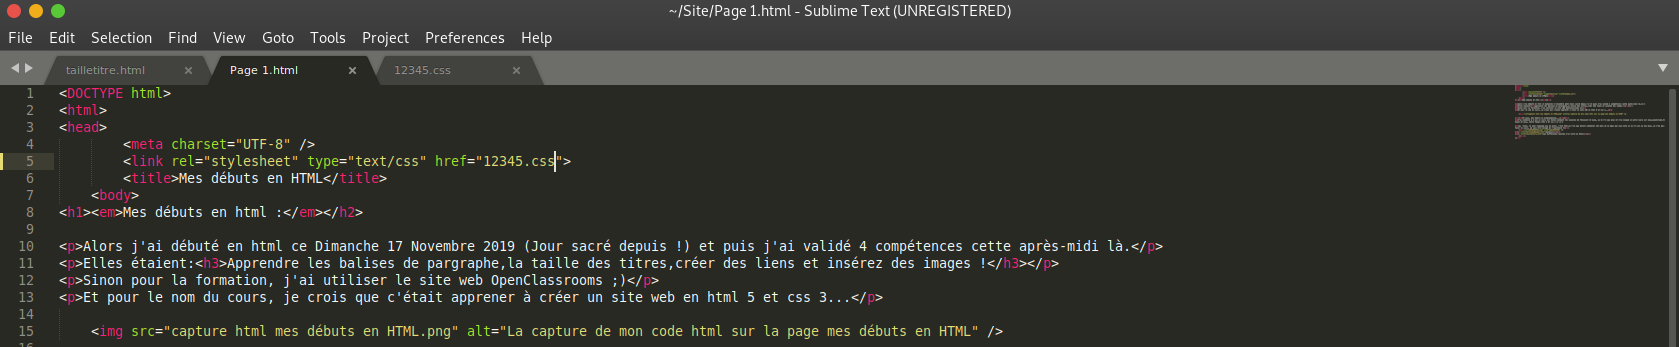 ~/Site/Page 1.html - Sublime Text (UNREGISTERED)
File Edit Selection Find View Goto Tools Project Preferences Help
tailletitre.html × Page 1.html × 12345.css ×
1 <DOCTYPE html>
2 <html>
3 <head>
4 <meta charset="UTF-8" />
5 <link rel="stylesheet" type="text/css" href="12345.css">
6 <title>Mes débuts en HTML</title>
7 <body>
8 <h1><em>Mes débuts en html :</em></h2>
9
10 <p>Alors j'ai débuté en html ce Dimanche 17 Novembre 2019 (Jour sacré depuis !) et puis j'ai validé 4 compétences cette après-midi là.</p>
11 <p>Elles étaient:<h3>Apprendre les balises de pargraphe,la taille des titres,créer des liens et insérez des images !</h3></p>
12 <p>Sinon pour la formation, j'ai utiliser le site web OpenClassrooms ;)</p>
13 <p>Et pour le nom du cours, je crois que c'était apprener à créer un site web en html 5 et css 3...</p>
14
15 <img src="capture html mes débuts en HTML.png" alt="La capture de mon code html sur la page mes débuts en HTML" />